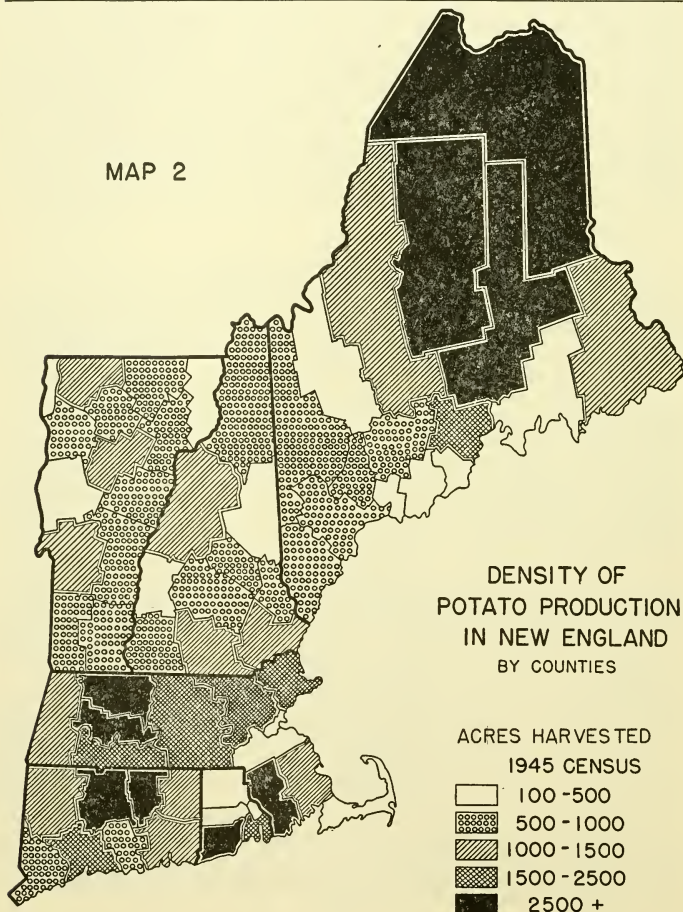 MAP 2
DENSITY OF
POTATO PRODUCTION
IN NEW ENGLAND
BY COUNTIES
ACRES HARVESTED
1945 CENSUS
100-500
500-1000
1000-1500
1500-2500
2500 +